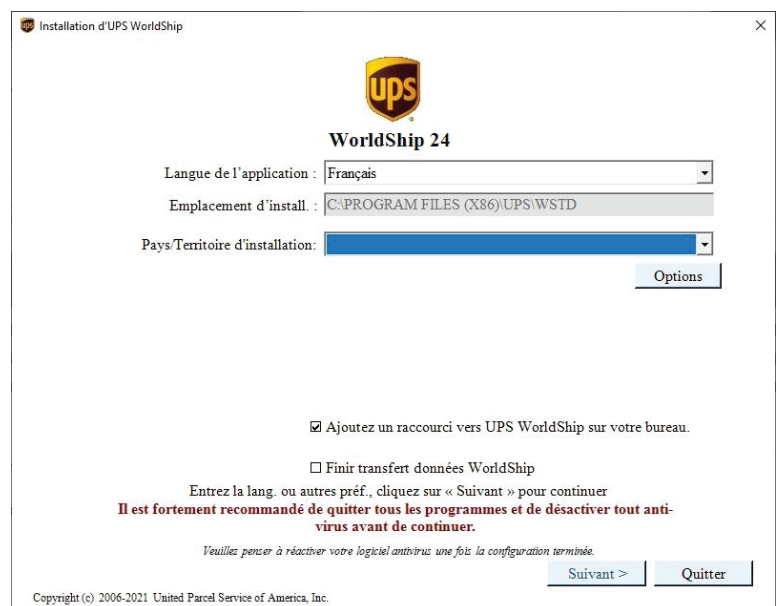 Installation d'UPS WorldShip
ups
WorldShip 24
Langue de l'application : Français
Emplacement d'install. : C:\PROGRAM FILES (X86)\UPS\WSTD
Pays/Territoire d'installation:
Options
Ajoutez un raccourci vers UPS WorldShip sur votre bureau.
Finir transfert données WorldShip
Entrez la lang. ou autres préf., cliquez sur « Suivant » pour continuer
Il est fortement recommandé de quitter tous les programmes et de désactiver tout anti-
virus avant de continuer.
Veuillez penser à réactiver votre logiciel antivirus une fois la configuration terminée.
Suivant > Quitter
Copyright (c) 2006-2021 United Parcel Service of America, Inc.